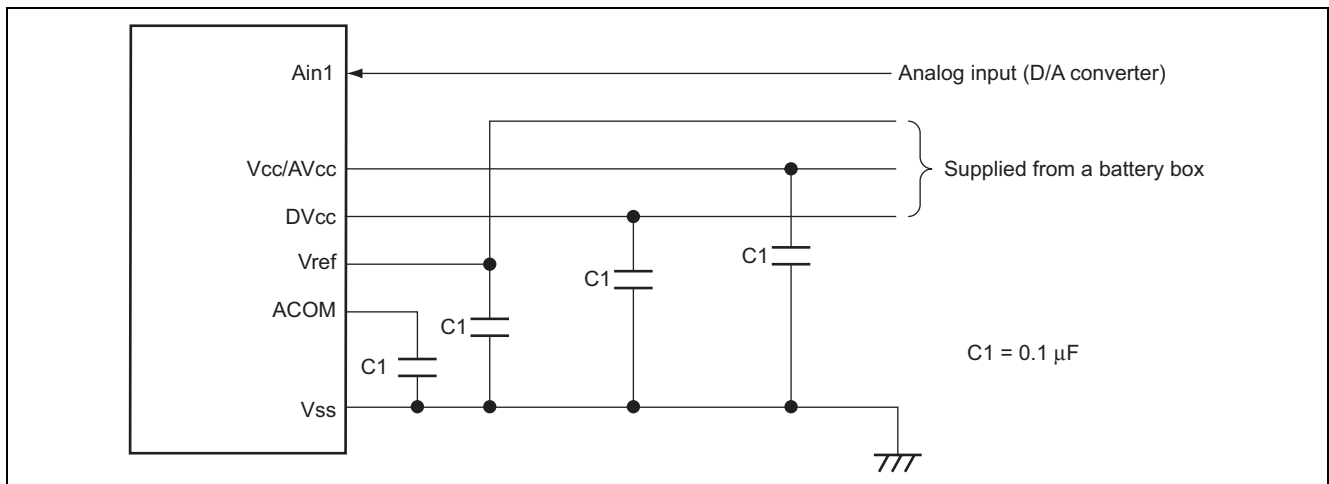 Ain1
Analog input (D/A converter)
Vcc/AVcc
Supplied from a battery box
DVcc
Vref
C1
C1
ACOM
C1
C1 = 0.1 μF
C1
Vss